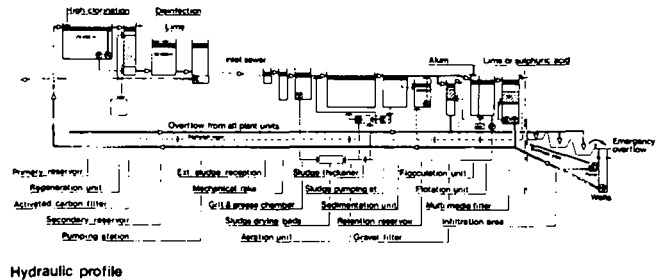 High clorination
Disinfection
Lime
Inlet sewer
Alum
Lime or sulphuric acid
Overflow from all plant units
Emergency
overflow
Primary reservoir
Ext. sludge reception
Sludge thickener
Flocculation unit
Regeneration unit
Mechanical rake
Sludge pumping st.
Flotation unit
Wells
Activated carbon filter
Grit & grease chamber
Sedimentation unit
Multi media filter
Secondary reservoir
Sludge drying beds
Retention reservoir
Infiltration area
Pumping station
Aeration unit
Gravel filter
Hydraulic profile